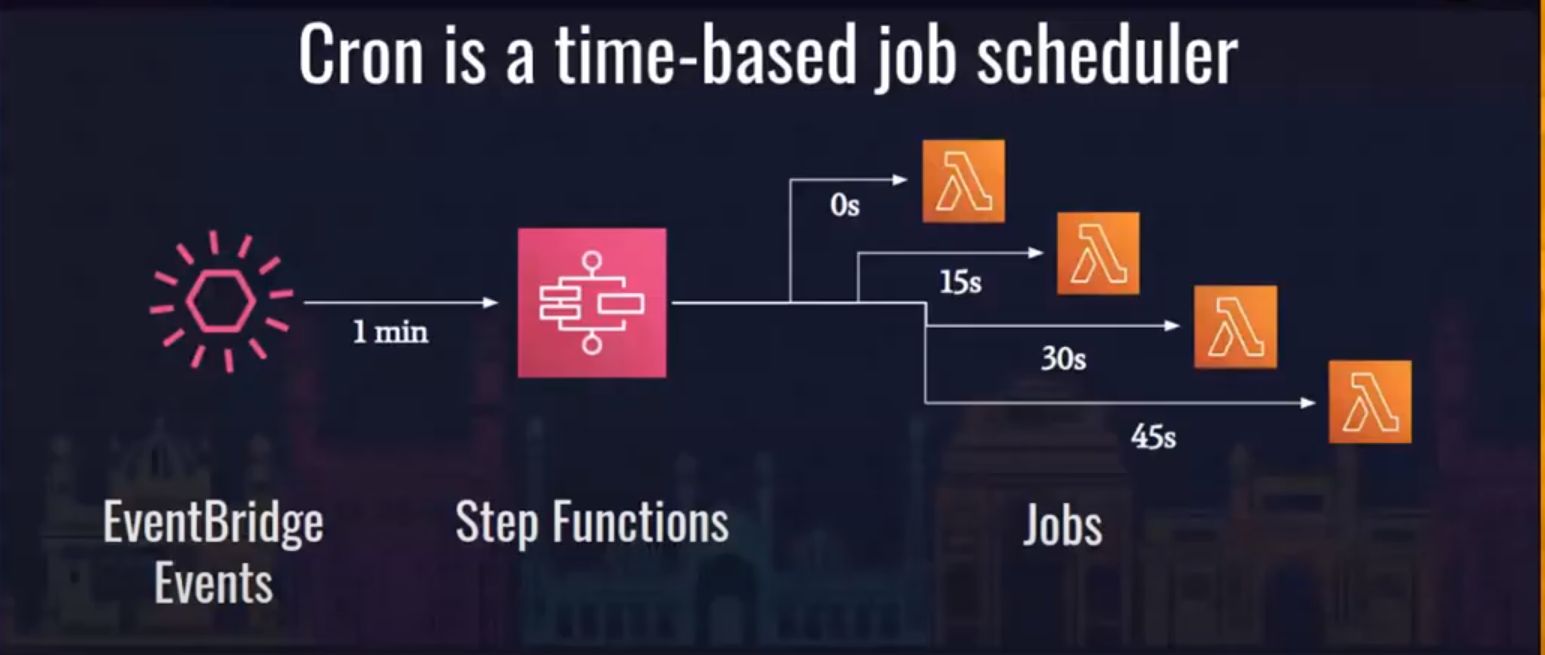 Cron is a time-based job scheduler
0s
15s
1 min
30s
45s
EventBridge
Events
Step Functions
Jobs